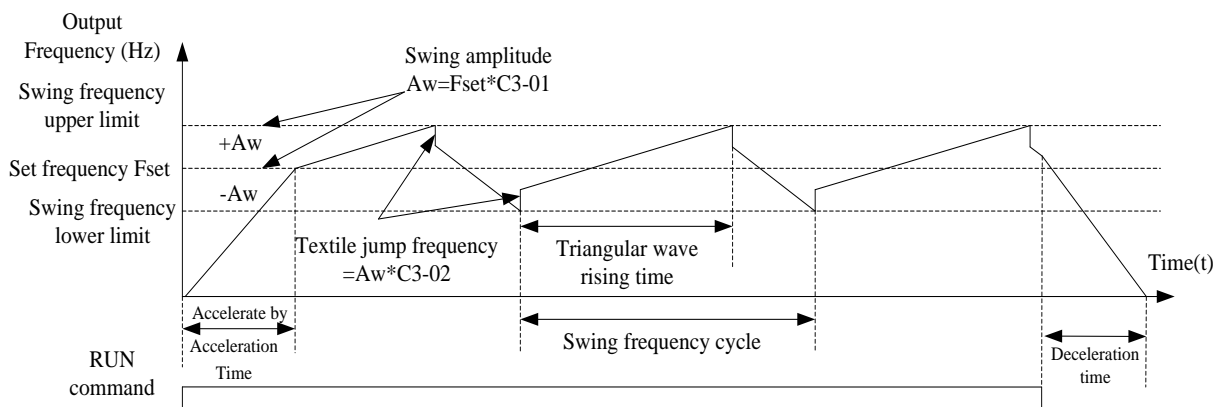 Output
Frequency (Hz)
Swing amplitude
Aw=Fset*C3-01
Swing frequency
upper limit
+Aw
Set frequency Fset
-Aw
Swing frequency
lower limit
Textile jump frequency
=Aw*C3-02
Triangular wave
rising time
Time(t)
Accelerate by
Acceleration
Time
Swing frequency cycle
Deceleration
time
RUN
command